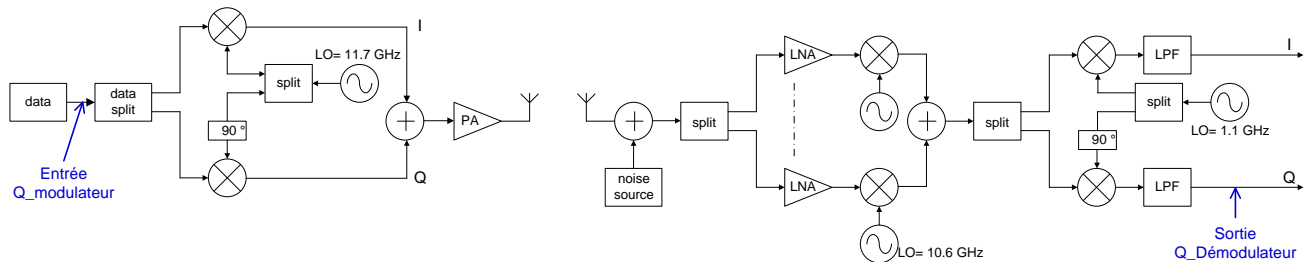 data
data
split
Entrée
Q_modulateur
I
LO= 11.7 GHz
split
90 °
Q
PA
noise
source
split
LNA
LNA
LO= 10.6 GHz
split
LPF
I
split
LO= 1.1 GHz
90 °
LPF
Q
Sortie
Q_Démodulateur